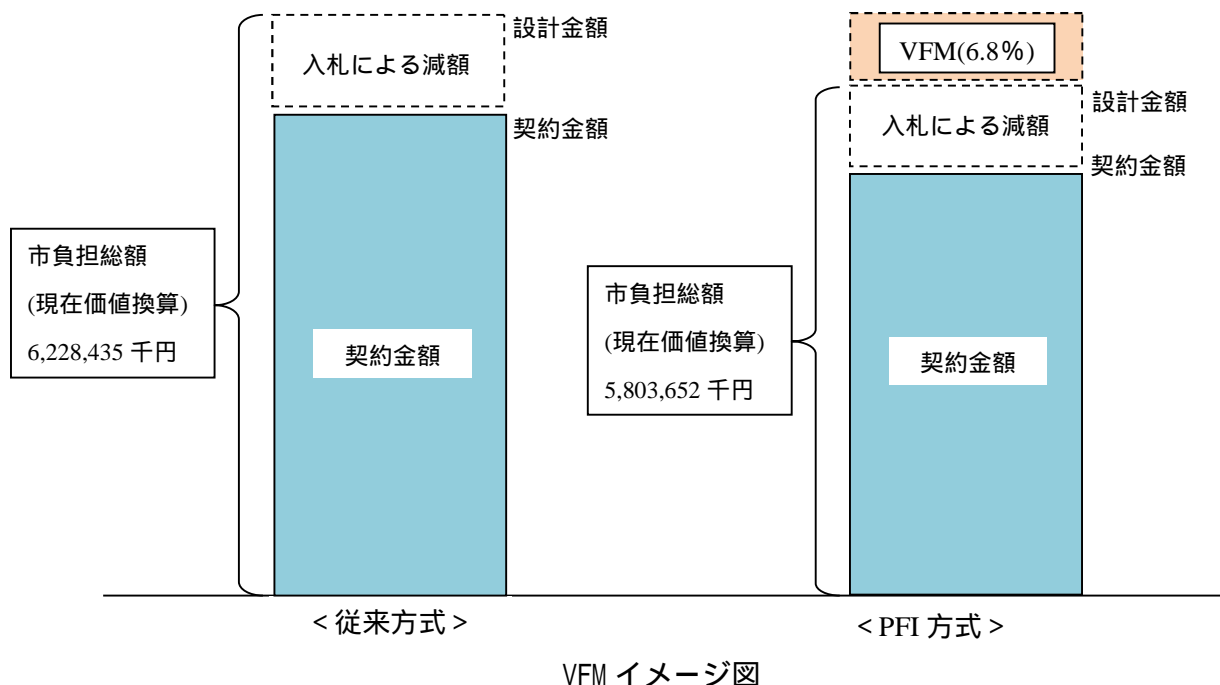 設計金額
入札による減額
契約金額
市負担総額
(現在価値換算)
6,228,435 千円
契約金額
＜従来方式＞
VFM(6.8％)
設計金額
入札による減額
契約金額
市負担総額
(現在価値換算)
5,803,652 千円
契約金額
＜PFI 方式＞
VFM イメージ図